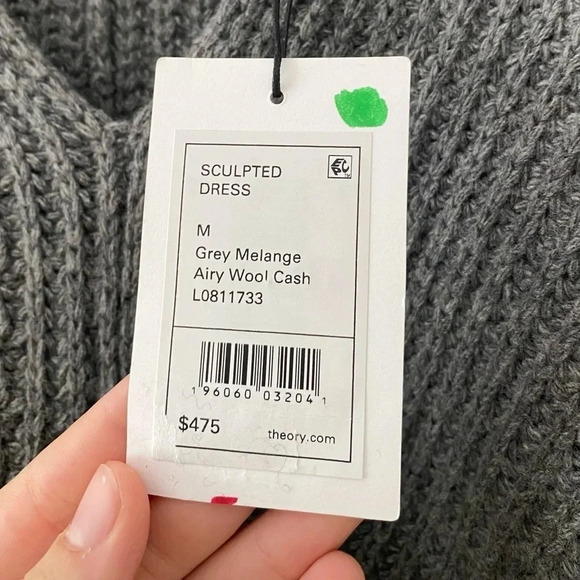 SCULPTED
DRESS
M
Grey Melange
Airy Wool Cash
L0811733
1 96060 03204 1
$475
theory.com